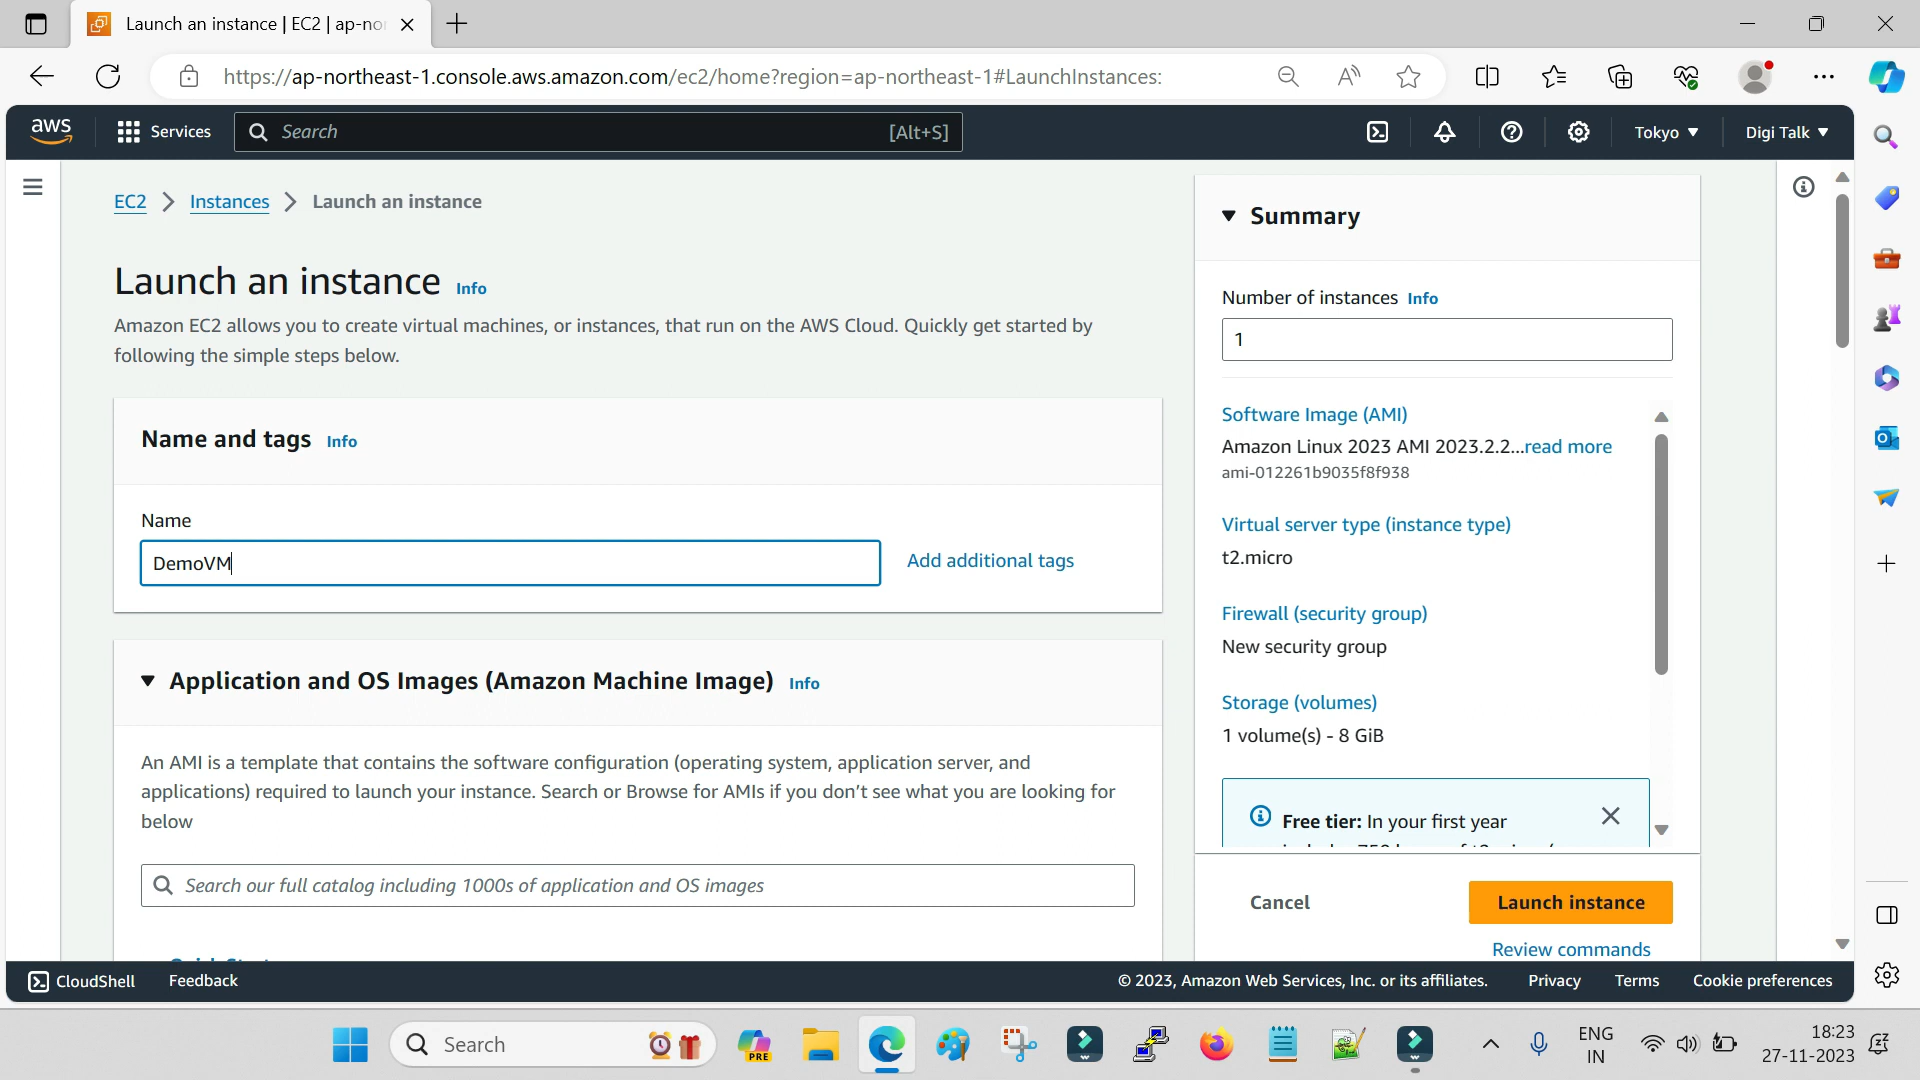 Launch an instance | EC2 | ap-nor
https://ap-northeast-1.console.aws.amazon.com/ec2/home?region=ap-northeast-1#LaunchInstances:
aws
Services
Search
[Alt+S]
Tokyo
Digi Talk
EC2
Instances
Launch an instance
Launch an instance Info
Amazon EC2 allows you to create virtual machines, or instances, that run on the AWS Cloud. Quickly get started by
following the simple steps below.
Name and tags Info
Name
DemoVM
Add additional tags
Application and OS Images (Amazon Machine Image) Info
An AMI is a template that contains the software configuration (operating system, application server, and
applications) required to launch your instance. Search or Browse for AMIs if you don't see what you are looking for
below
Search our full catalog including 1000s of application and OS images
Summary
Number of instances Info
1
Software Image (AMI)
Amazon Linux 2023 AMI 2023.2.2...read more
ami-012261b9035f8f938
Virtual server type (instance type)
t2.micro
Firewall (security group)
New security group
Storage (volumes)
1 volume(s) - 8 GiB
Free tier: In your first year
Cancel
Launch instance
Review commands
CloudShell
Feedback
© 2023, Amazon Web Services, Inc. or its affiliates.
Privacy
Terms
Cookie preferences
Search
PRE
ENG
IN
18:23
27-11-2023